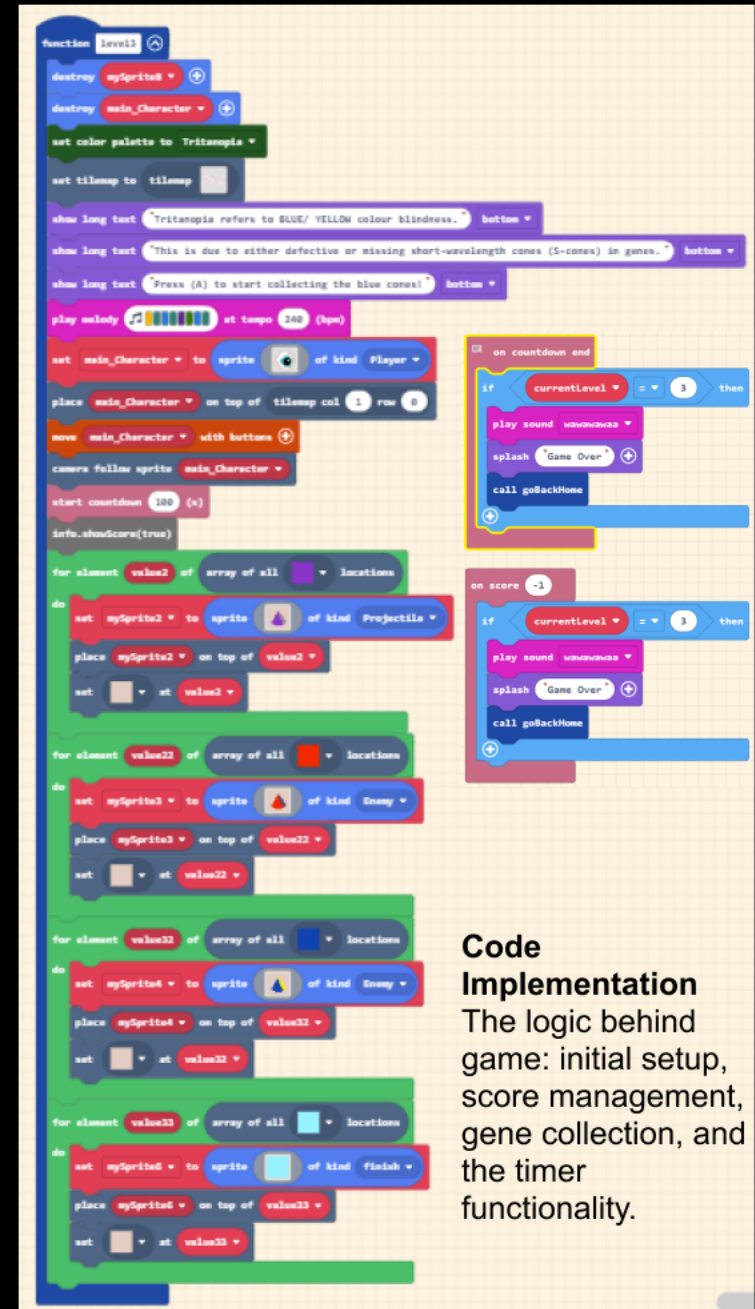 function level3
destroy mySprite8
destroy main_Character
set color palette to Tritanopia
set tilemap to tilemap
show long text "Tritanopia refers to BLUE/ YELLOW colour blindness." bottom
show long text "This is due to either defective or missing short-wavelength cones (S-cones) in genes." bottom
show long text "Press (A) to start collecting the blue cones!" bottom
play melody at tempo 240 (bpm)
set main_Character to sprite of kind Player
place main_Character on top of tilemap col 1 row 0
move main_Character with buttons
camera follow sprite main_Character
start countdown 100 (s)
info.showScore(true)
for element value2 of array of all locations
do
set mySprite2 to sprite of kind Projectile
place mySprite2 on top of value2
set at value2
for element value22 of array of all locations
do
set mySprite3 to sprite of kind Enemy
place mySprite3 on top of value22
set at value22
for element value32 of array of all locations
do
set mySprite4 to sprite of kind Enemy
place mySprite4 on top of value32
set at value32
for element value33 of array of all locations
do
set mySprite6 to sprite of kind finish
place mySprite6 on top of value33
set at value33
on countdown end
if currentLevel = 3 then
play sound wawawawaa
splash "Game Over"
call goBackHome
on score -1
if currentLevel = 3 then
play sound wawawawaa
splash "Game Over"
call goBackHome
Code
Implementation
The logic behind
game: initial setup,
score management,
gene collection, and
the timer
functionality.